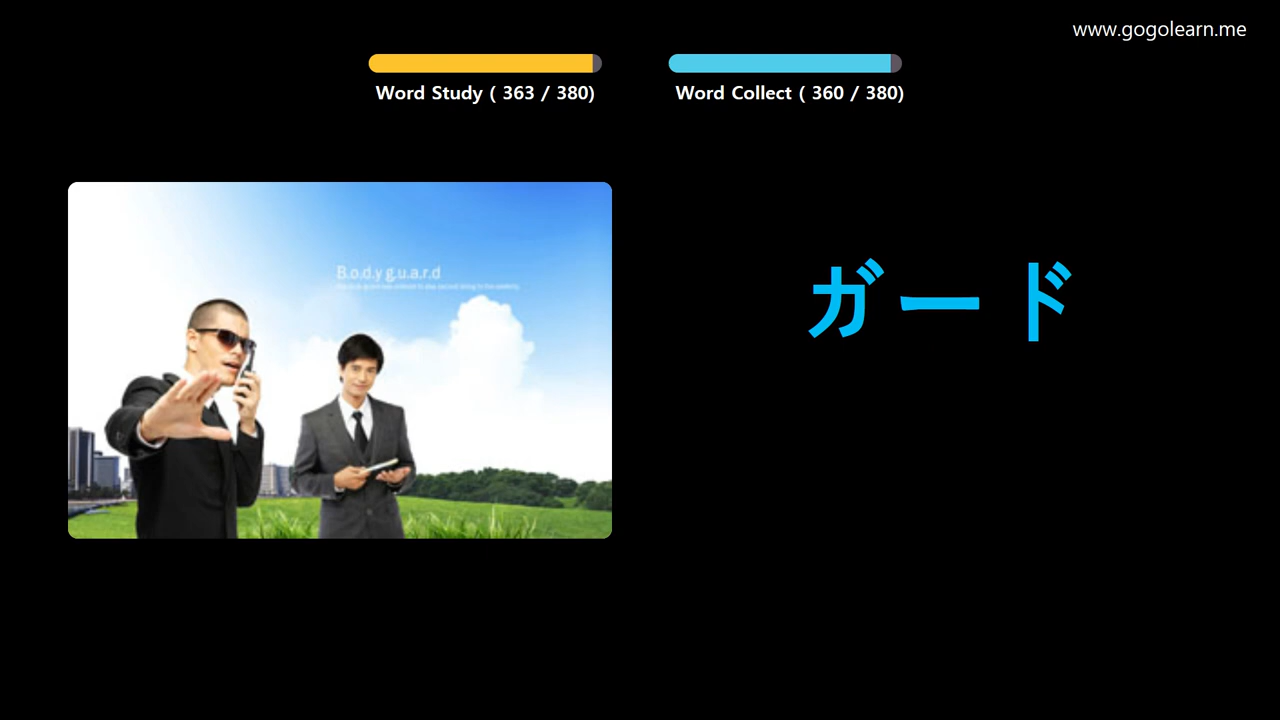 www.gogolearn.me
Word Study ( 363 / 380)
Word Collect ( 360 / 380)
B.o.d.y g.u.a.r.d
ガード